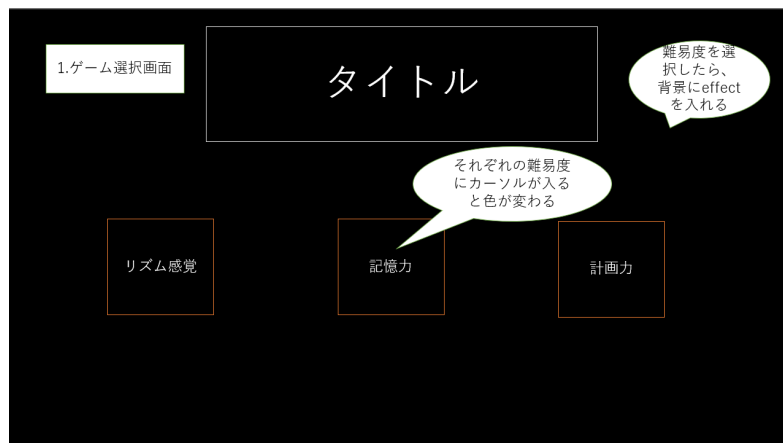 1.ゲーム選択画面
タイトル
難易度を選
択したら、
背景にeffect
を入れる
それぞれの難易度
にカーソルが入る
と色が変わる
リズム感覚
記憶力
計画力